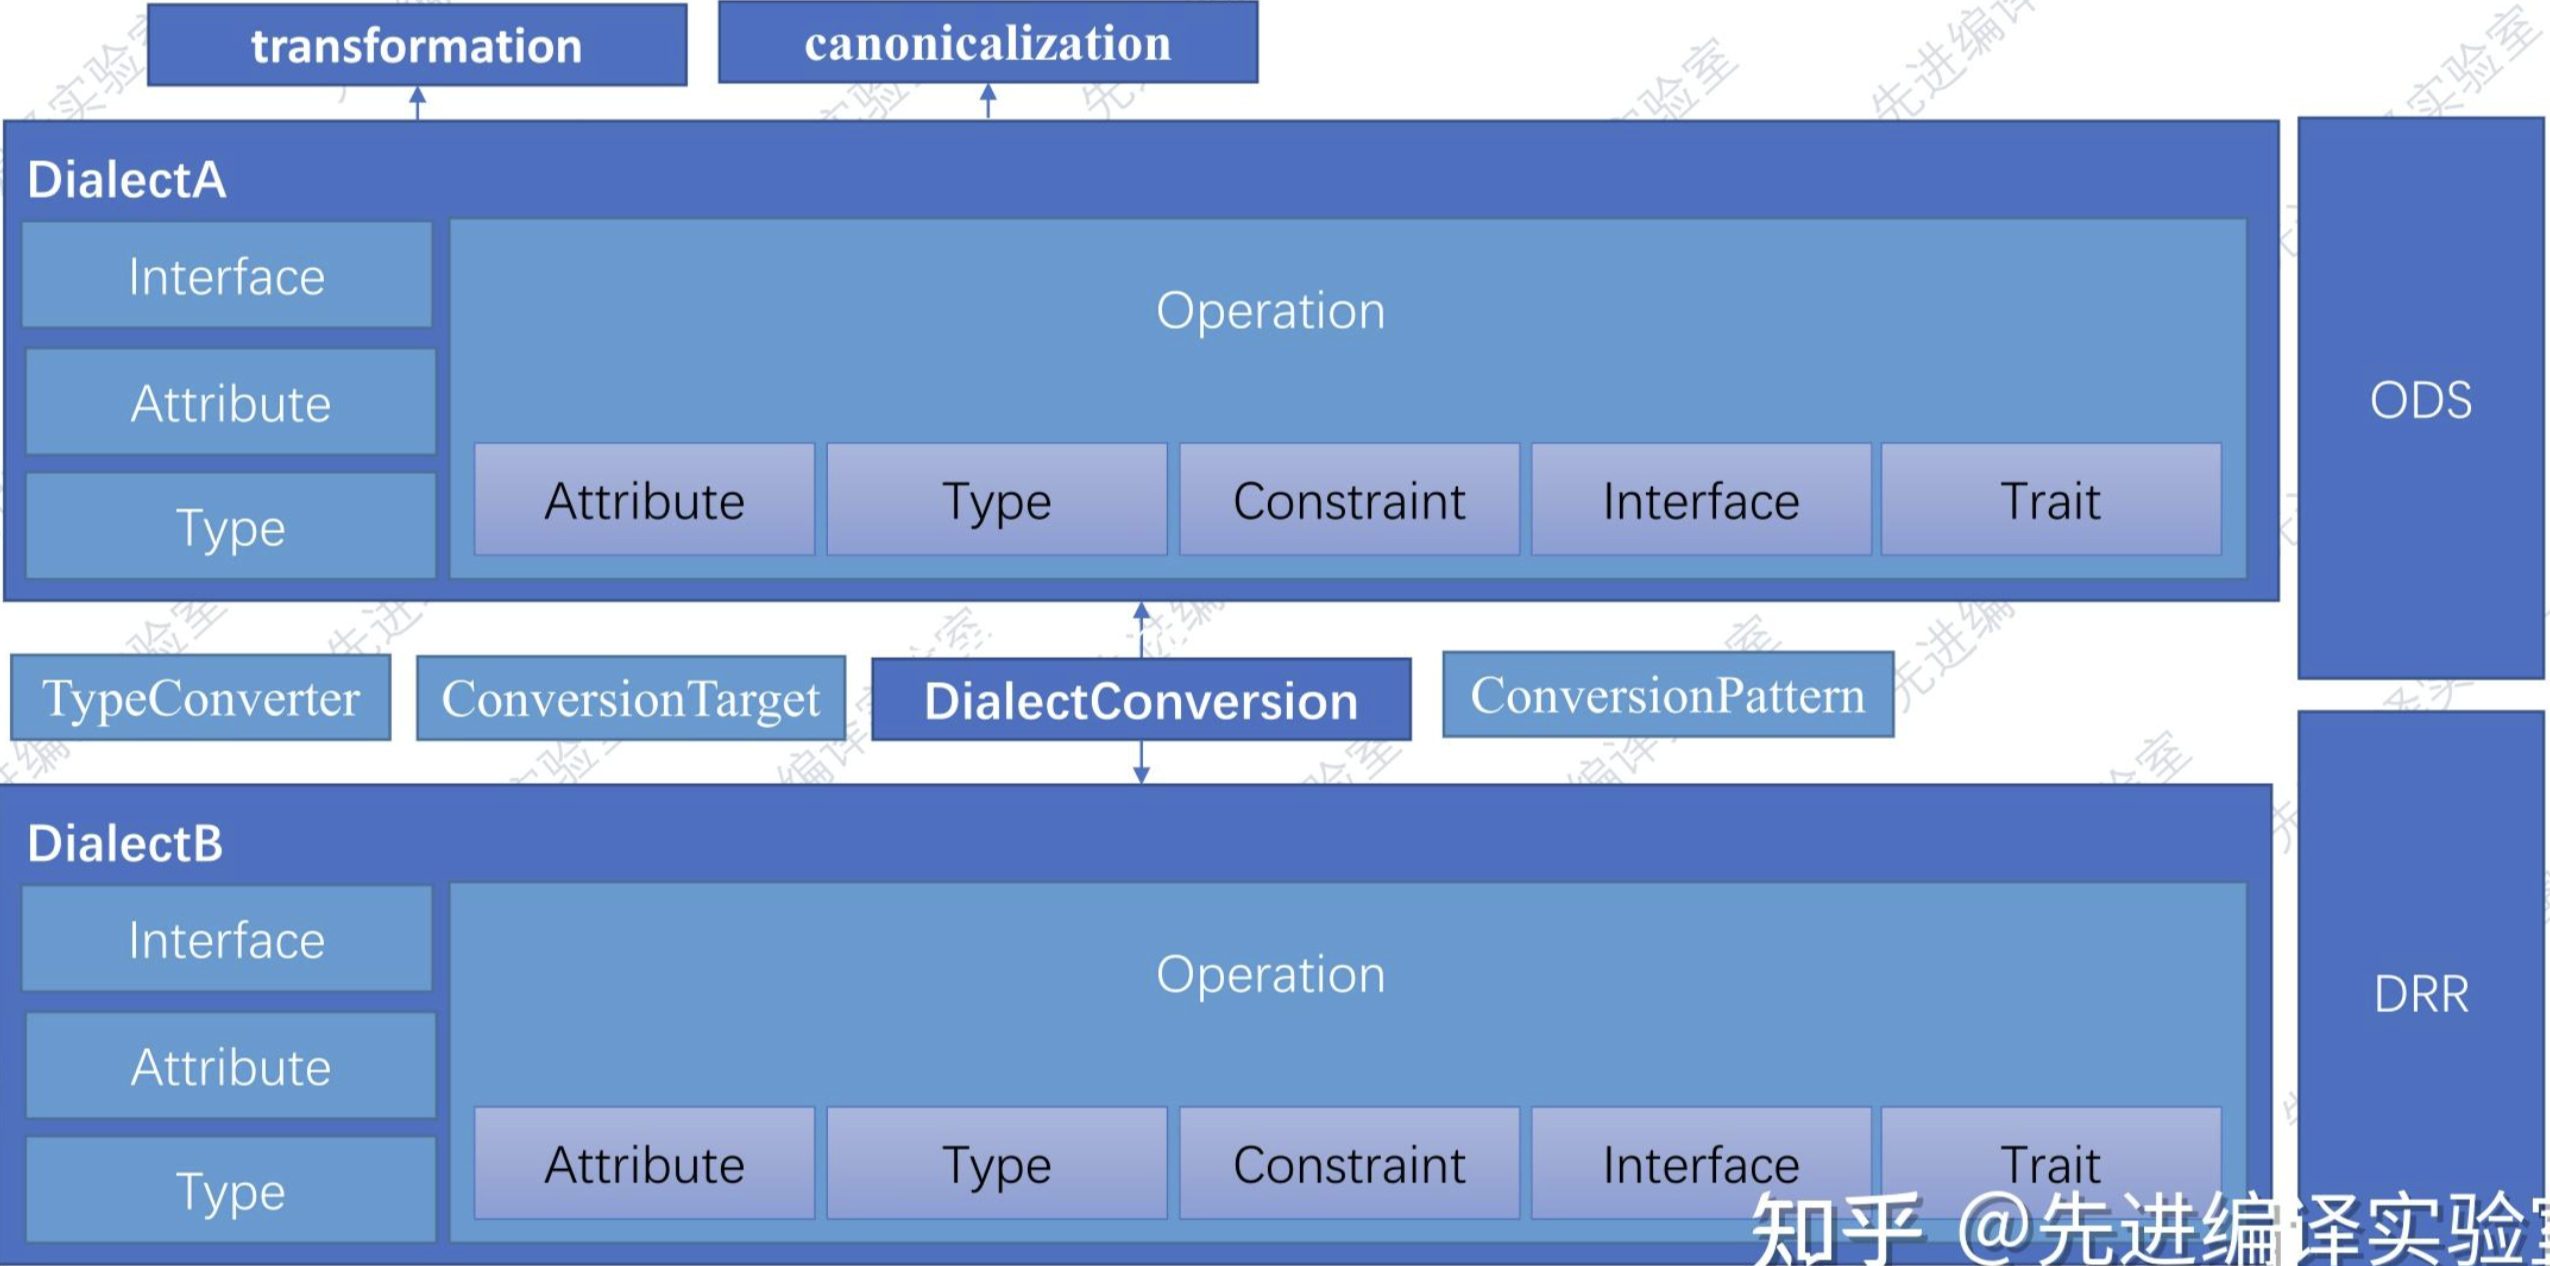 transformation
canonicalization
DialectA
Interface
Attribute
Type
Operation
Attribute
Type
Constraint
Interface
Trait
ODS
TypeConverter
ConversionTarget
DialectConversion
ConversionPattern
DialectB
Interface
Attribute
Type
Operation
Attribute
Type
Constraint
Interface
Trait
DRR
知乎 @先进编译实验室